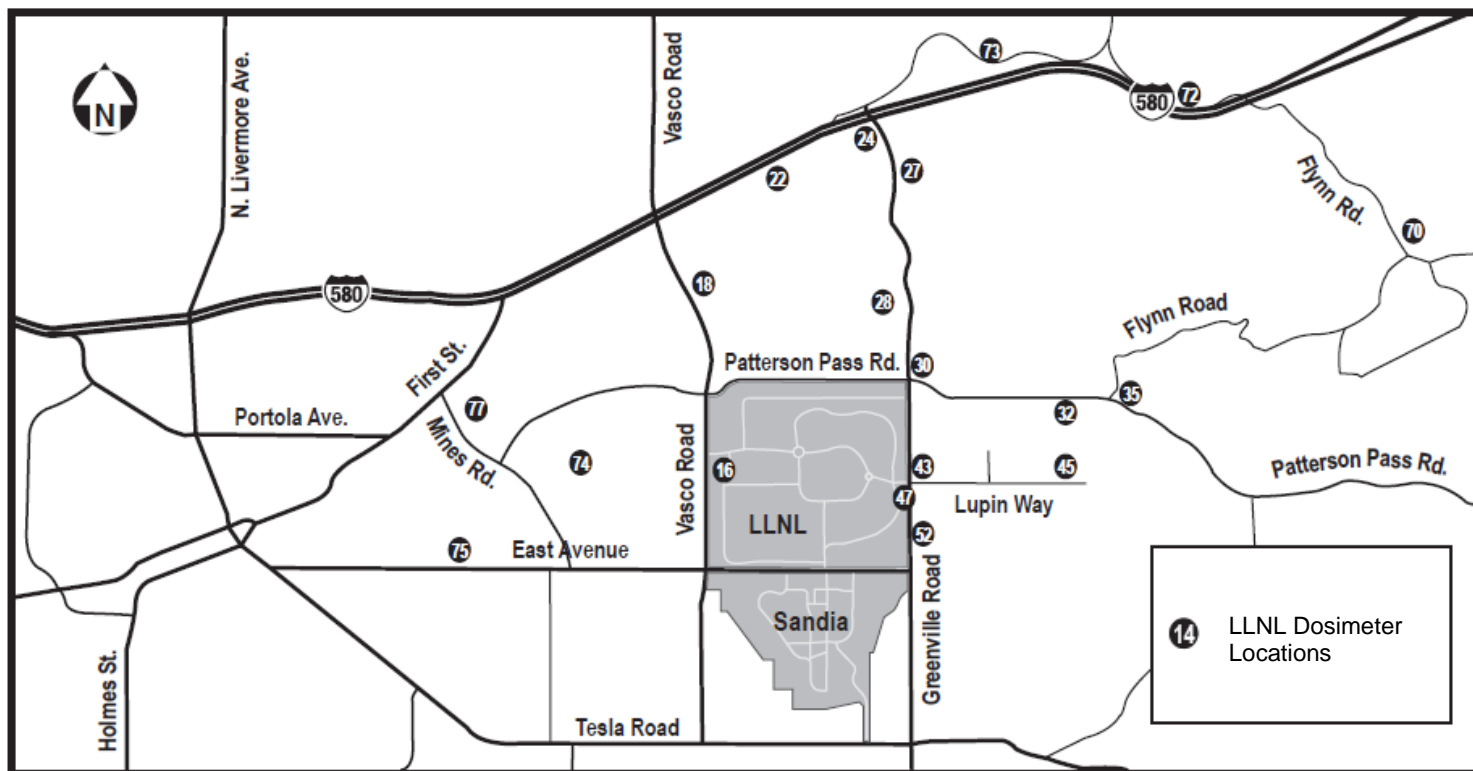 73
N
N. Livermore Ave.
Vasco Road
580
72
24
27
22
Flynn Rd.
70
18
580
28
Flynn Road
First St.
Patterson Pass Rd.
30
35
77
32
Portola Ave.
Mines Rd.
74
Vasco Road
16
43
45
Patterson Pass Rd.
47
Lupin Way
LLNL
52
75
East Avenue
Greenville Road
Sandia
14
LLNL Dosimeter
Locations
Holmes St.
Tesla Road